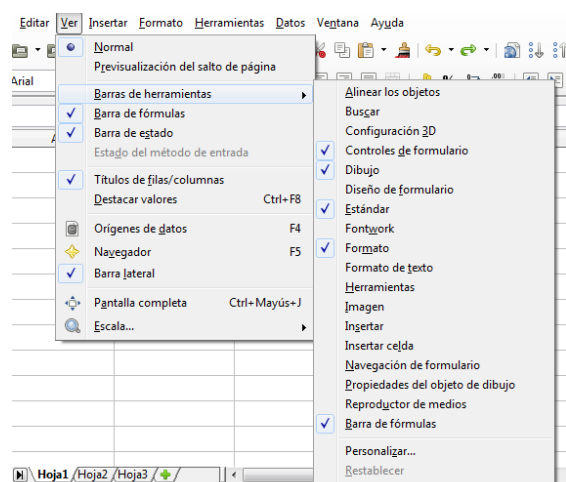 Editar Ver Insertar Formato Herramientas Datos Ventana Ayuda
Arial
Normal
Previsualización del salto de página
Barras de herramientas
Barra de fórmulas
Barra de estado
Estado del método de entrada
Títulos de filas/columnas
Destacar valores Ctrl+F8
Orígenes de datos F4
Navegador F5
Barra lateral
Pantalla completa Ctrl+Mayús+J
Escala...
Alinear los objetos
Buscar
Configuración 3D
Controles de formulario
Dibujo
Diseño de formulario
Estándar
Fontwork
Formato
Formato de texto
Herramientas
Imagen
Insertar
Insertar celda
Navegación de formulario
Propiedades del objeto de dibujo
Reproductor de medios
Barra de fórmulas
Personalizar...
Restablecer
Hoja1 Hoja2 Hoja3